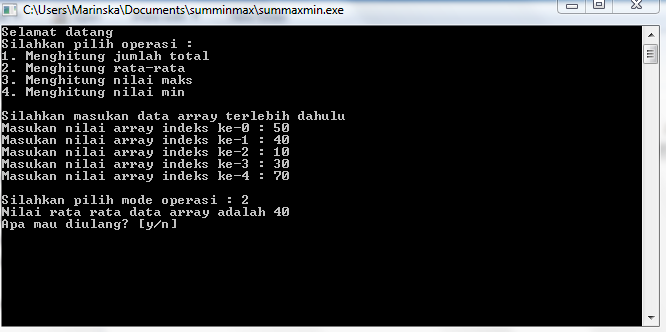 C:\Users\Marinska\Documents\summinmax\summaxmin.exe
Selamat datang
Silahkan pilih operasi :
1. Menghitung jumlah total
2. Menghitung rata-rata
3. Menghitung nilai maks
4. Menghitung nilai min
Silahkan masukan data array terlebih dahulu
Masukan nilai array indeks ke-0 : 50
Masukan nilai array indeks ke-1 : 40
Masukan nilai array indeks ke-2 : 10
Masukan nilai array indeks ke-3 : 30
Masukan nilai array indeks ke-4 : 70
Silahkan pilih mode operasi : 2
Nilai rata rata data array adalah 40
Apa mau diulang? [y/n]